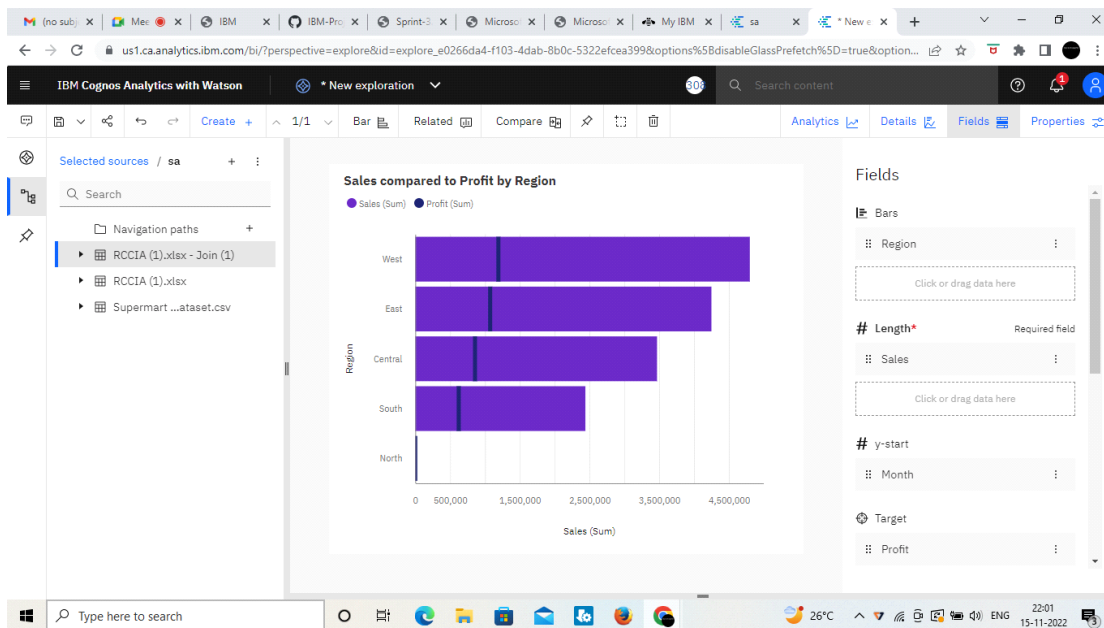 (no subj
Mee
IBM
IBM-Pro
Sprint-3
Microsof
Microsof
My IBM
sa
* New e
us1.ca.analytics.ibm.com/bi/?perspective=explore&id=explore_e0266da4-f103-4dab-8b0c-5322efcea399&options%5BdisableGlassPrefetch%5D=true&option...
IBM Cognos Analytics with Watson
* New exploration
308
Search content
1
Create +
1/1
Bar
Related
Compare
Analytics
Details
Fields
Properties
Selected sources / sa
Search
Navigation paths
RCCIA (1).xlsx - Join (1)
RCCIA (1).xlsx
Supermart ...ataset.csv
Sales compared to Profit by Region
Sales (Sum) Profit (Sum)
Region
West
East
Central
South
North
0 500,000 1,500,000 2,500,000 3,500,000 4,500,000
Sales (Sum)
Fields
Bars
Region
Click or drag data here
# Length* Required field
Sales
Click or drag data here
# y-start
Month
Target
Profit
Type here to search
26°C
ENG
22:01
15-11-2022
3